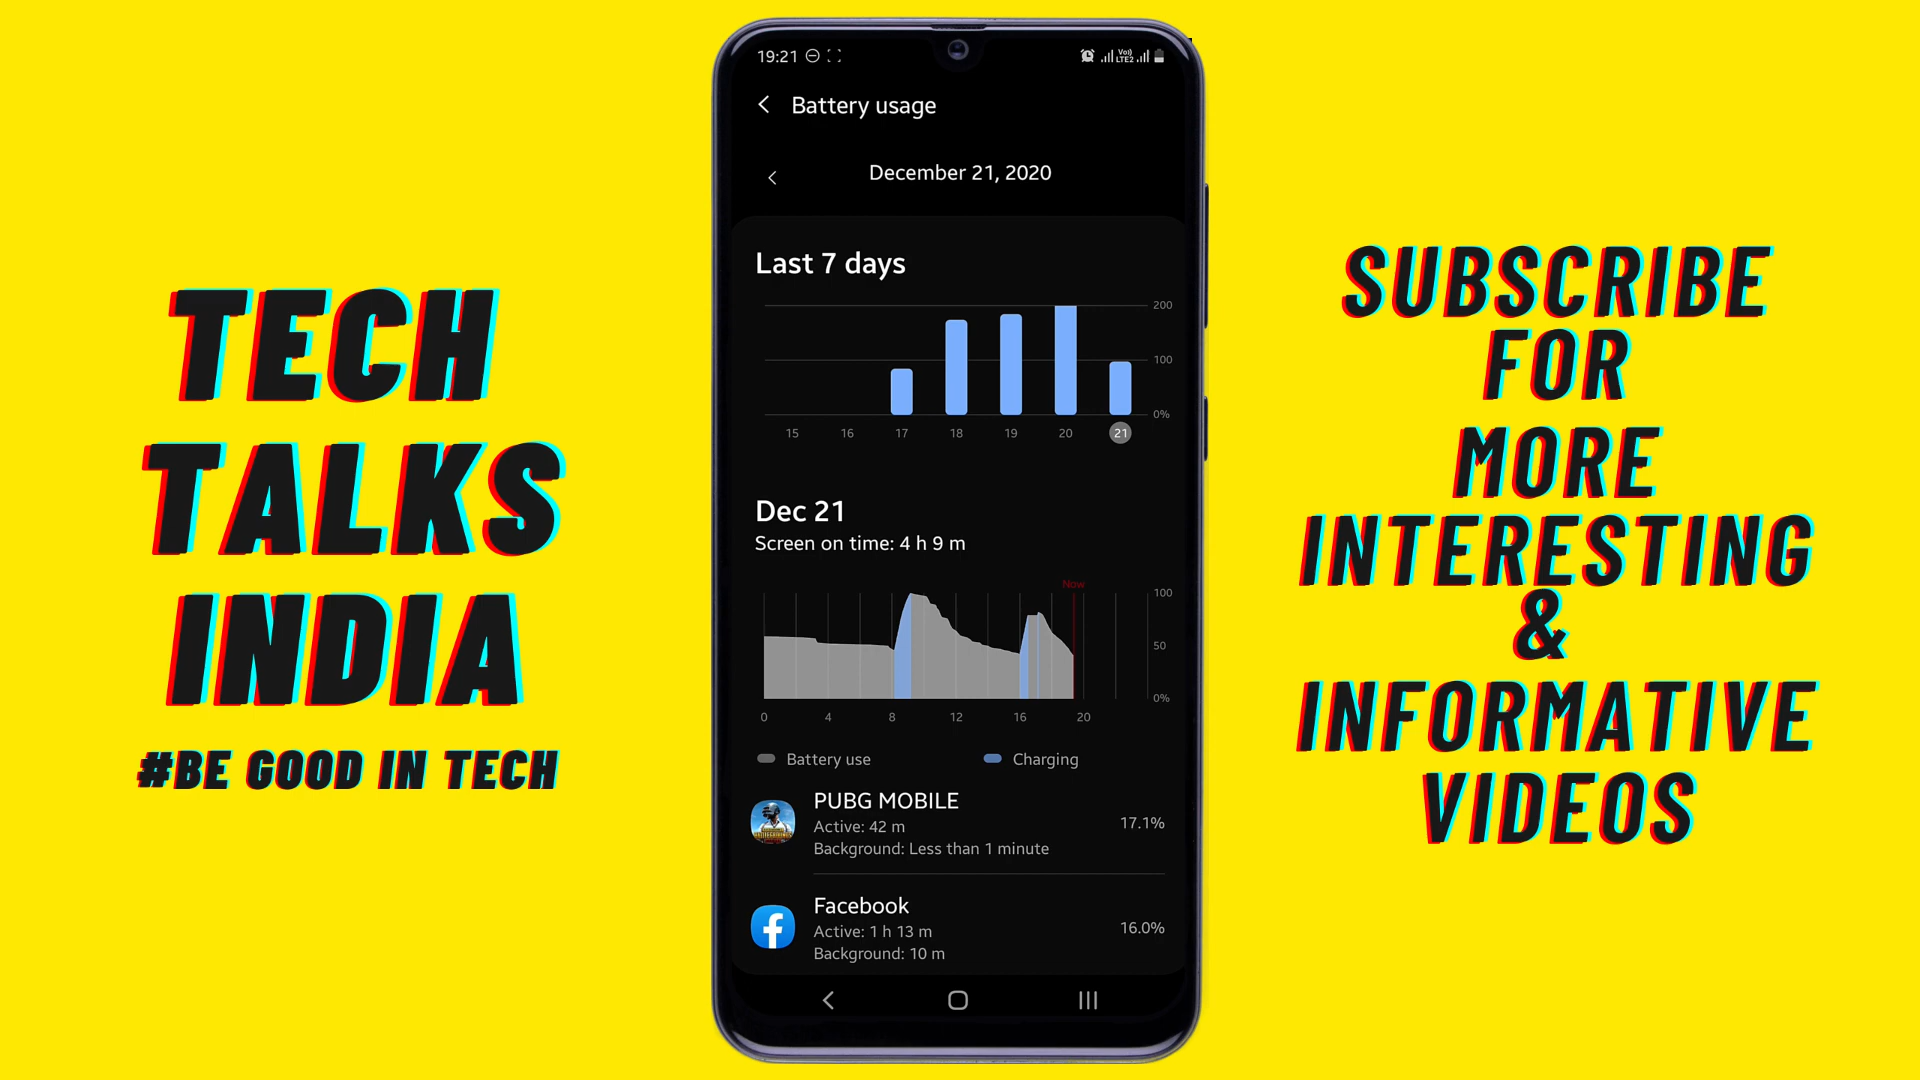 TECH
TALKS
INDIA
#BE GOOD IN TECH
19:21
Vo))
LTE2
Battery usage
December 21, 2020
Last 7 days
200
100
0%
15 16 17 18 19 20 21
Dec 21
Screen on time: 4 h 9 m
Now
100
50
0%
0 4 8 12 16 20
Battery use
Charging
PUBG MOBILE
Active: 42 m
Background: Less than 1 minute
17.1%
Facebook
Active: 1 h 13 m
Background: 10 m
16.0%
SUBSCRIBE
FOR
MORE
INTERESTING
&
INFORMATIVE
VIDEOS